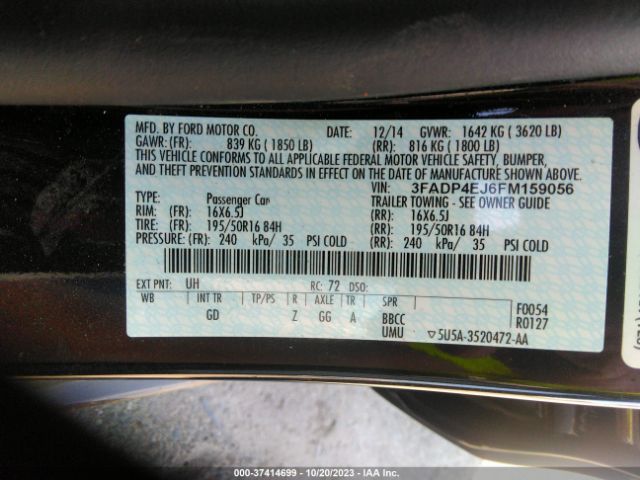 MFD. BY FORD MOTOR CO. DATE: 12/14 GVWR: 1642 KG ( 3620 LB)
GAWR: (FR): 839 KG ( 1850 LB) (RR): 816 KG ( 1800 LB)
THIS VEHICLE CONFORMS TO ALL APPLICABLE FEDERAL MOTOR VEHICLE SAFETY, BUMPER,
AND THEFT PREVENTION STANDARDS IN EFFECT ON THE DATE OF MANUFACTURE SHOWN ABOVE.
VIN: 3FADP4EJ6FM159056
TYPE: Passenger Car TRAILER TOWING - SEE OWNER GUIDE
RIM: (FR): 16X6.5J (RR): 16X6.5J
TIRE: (FR): 195/50R16 84H (RR): 195/50R16 84H
PRESSURE: (FR): 240 kPa/ 35 PSI COLD (RR): 240 kPa/ 35 PSI COLD
EXT PNT: UH RC: 72 DSO:
WB INT TR TP/PS R AXLE TR SPR
GD Z GG A BBCC
UMU
F0054
R0127
▽5U5A-3520472-AA
000-37414699 | 10/20/2023 | IAA Inc.